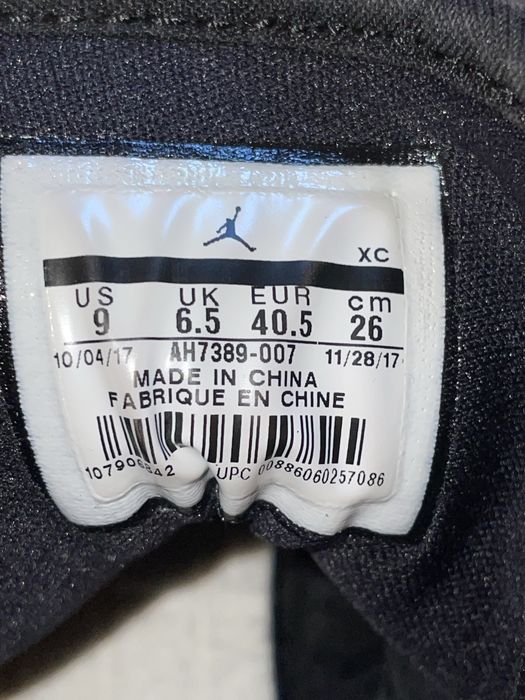 XC
US UK EUR cm
9 6.5 40.5 26
10/04/17 AH7389-007 11/28/17
MADE IN CHINA
FABRIQUE EN CHINE
UPC 00886060257086